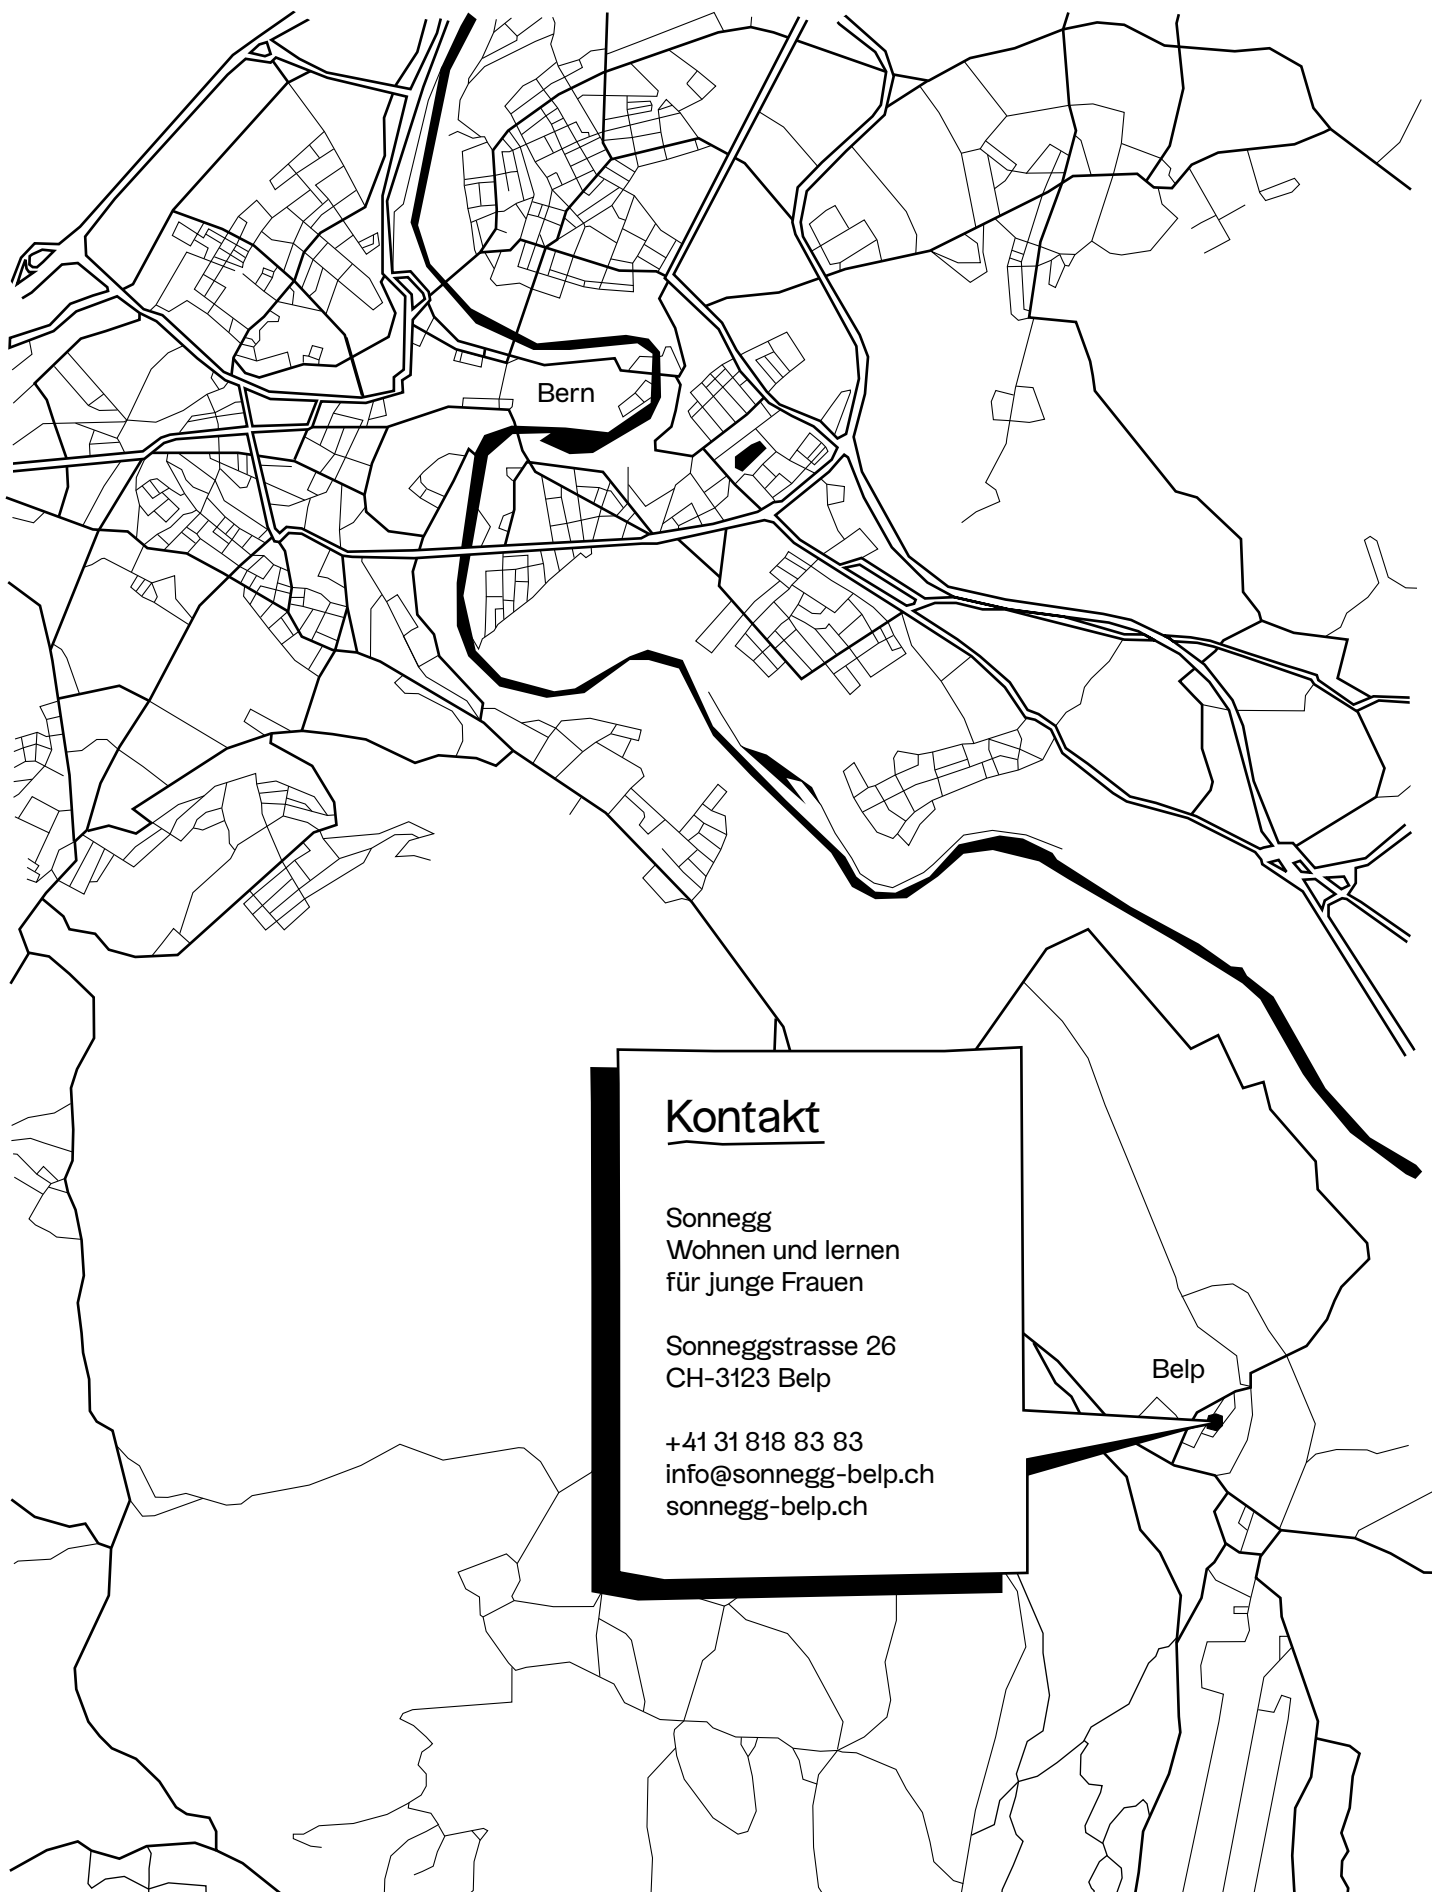 Bern
Kontakt
Sonnegg
Wohnen und lernen
für junge Frauen
Sonneggstrasse 26
CH-3123 Belp
+41 31 818 83 83
info@sonnegg-belp.ch
sonnegg-belp.ch
Belp